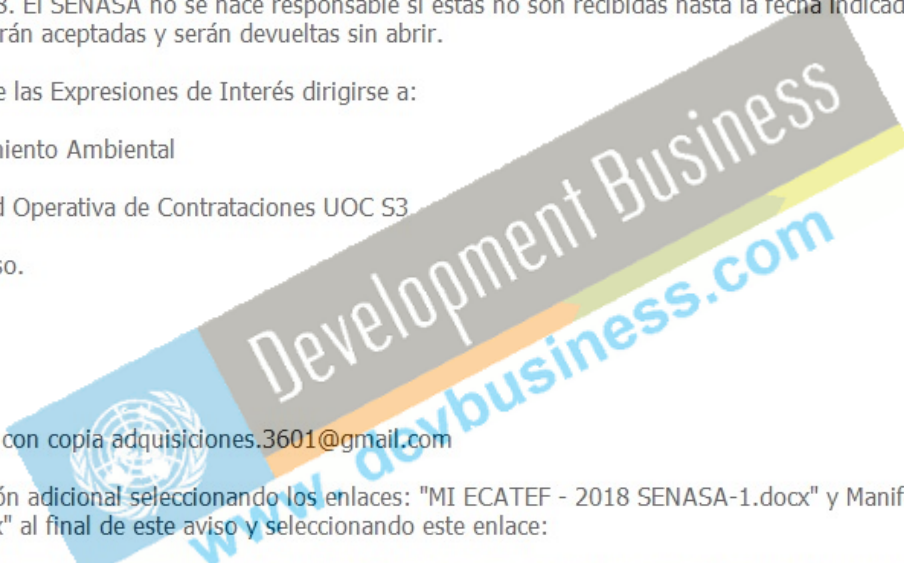 8. El SENASA no se hace responsable si estas no son recibidas hasta la fecha indicad
rán aceptadas y serán devueltas sin abrir.
e las Expresiones de Interés dirigirse a:
niento Ambiental
d Operativa de Contrataciones UOC S3
so.
Development Business
www.devbusiness.com
con copia adquisiciones.3601@gmail.com
ón adicional seleccionando los enlaces: "MI ECATEF - 2018 SENASA-1.docx" y Manif
x" al final de este aviso y seleccionando este enlace: